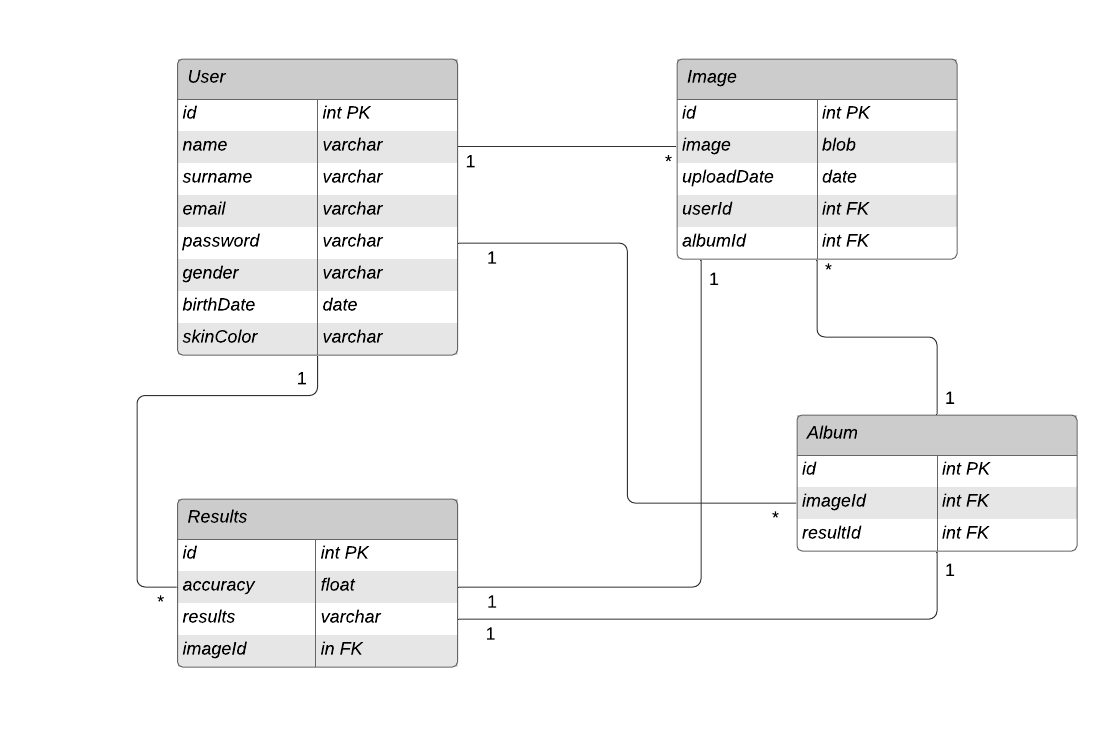 User
id int PK
name varchar
surname varchar
email varchar
password varchar
gender varchar
birthDate date
skinColor varchar
Image
id int PK
image blob
uploadDate date
userId int FK
albumId int FK
1 *
1
1
*
1
1
Album
id int PK
imageId int FK
resultId int FK
*
1
Results
id int PK
accuracy float
results varchar
imageId in FK
*
1
1